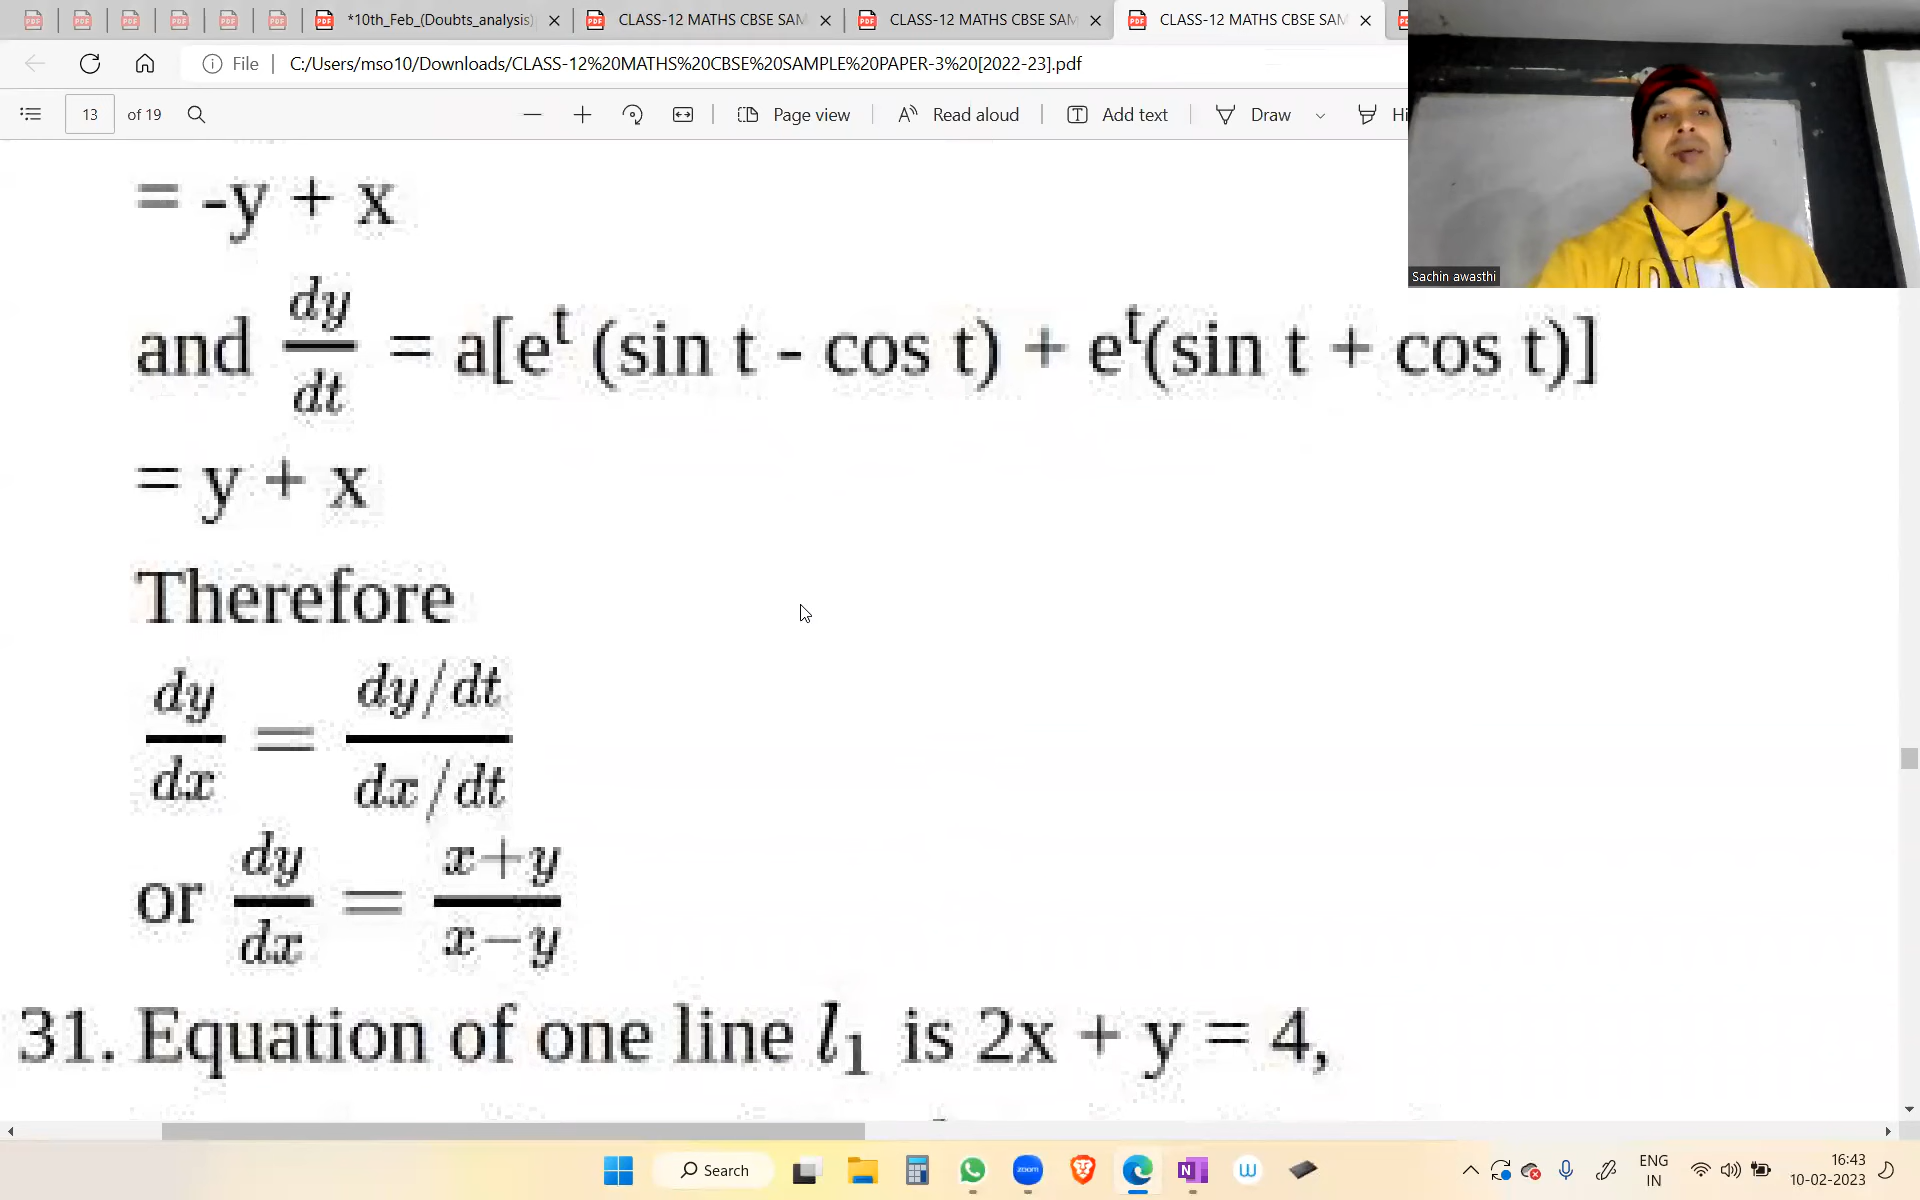 *10th_Feb_(Doubts_analysis)
CLASS-12 MATHS CBSE SAM
CLASS-12 MATHS CBSE SAM
CLASS-12 MATHS CBSE SAM
File
C:/Users/mso10/Downloads/CLASS-12%20MATHS%20CBSE%20SAMPLE%20PAPER-3%20[2022-23].pdf
13 of 19
Page view
Read aloud
Add text
Draw
Hi
Sachin awasthi
= -y + x
and dy/dt = a[e^t (sin t - cos t) + e^t(sin t + cos t)]
= y + x
Therefore
dy/dx = (dy/dt)/(dx/dt)
or dy/dx = (x+y)/(x−y)
31. Equation of one line l₁ is 2x + y = 4,
Search
zoom
ENG
IN
16:43
10-02-2023